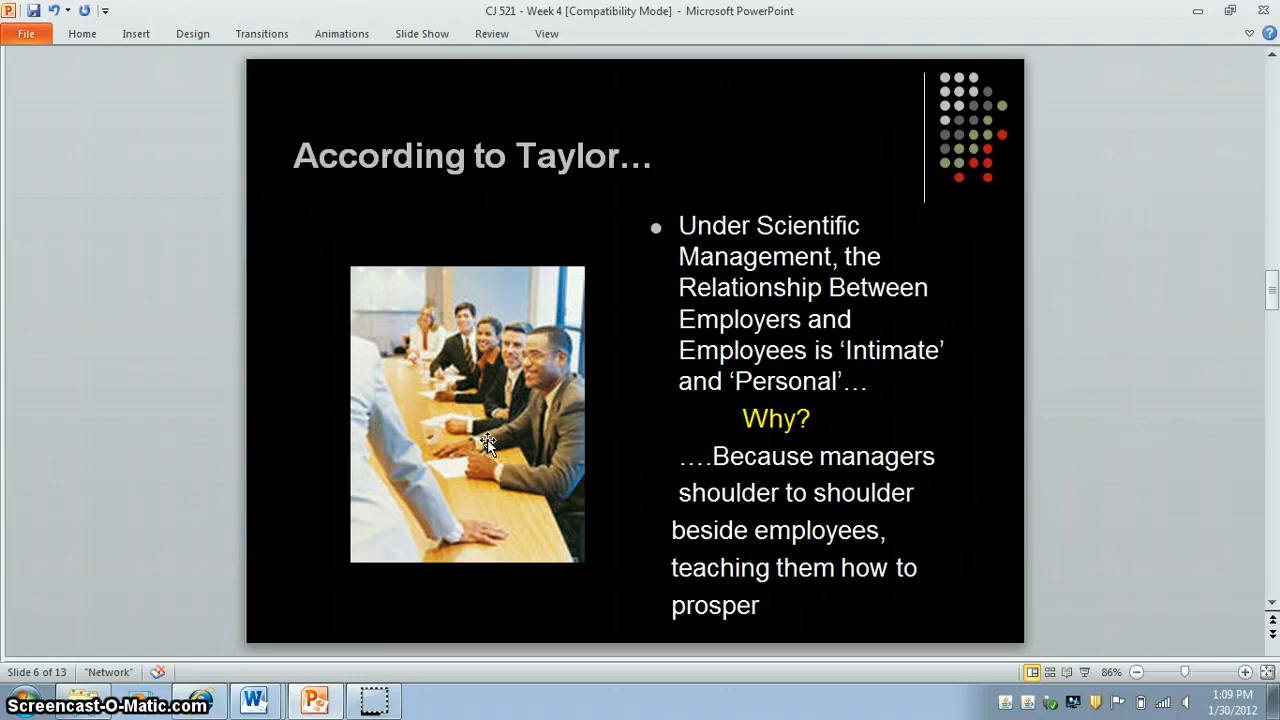 CJ 521 - Week 4 [Compatibility Mode] - Microsoft PowerPoint
File Home Insert Design Transitions Animations Slide Show Review View
According to Taylor…
Under Scientific
Management, the
Relationship Between
Employers and
Employees is ‘Intimate’
and ‘Personal’…
Why?
….Because managers
shoulder to shoulder
beside employees,
teaching them how to
prosper
Slide 6 of 13 "Network" 86%
Screencast-O-Matic.com
1:09 PM
1/30/2012